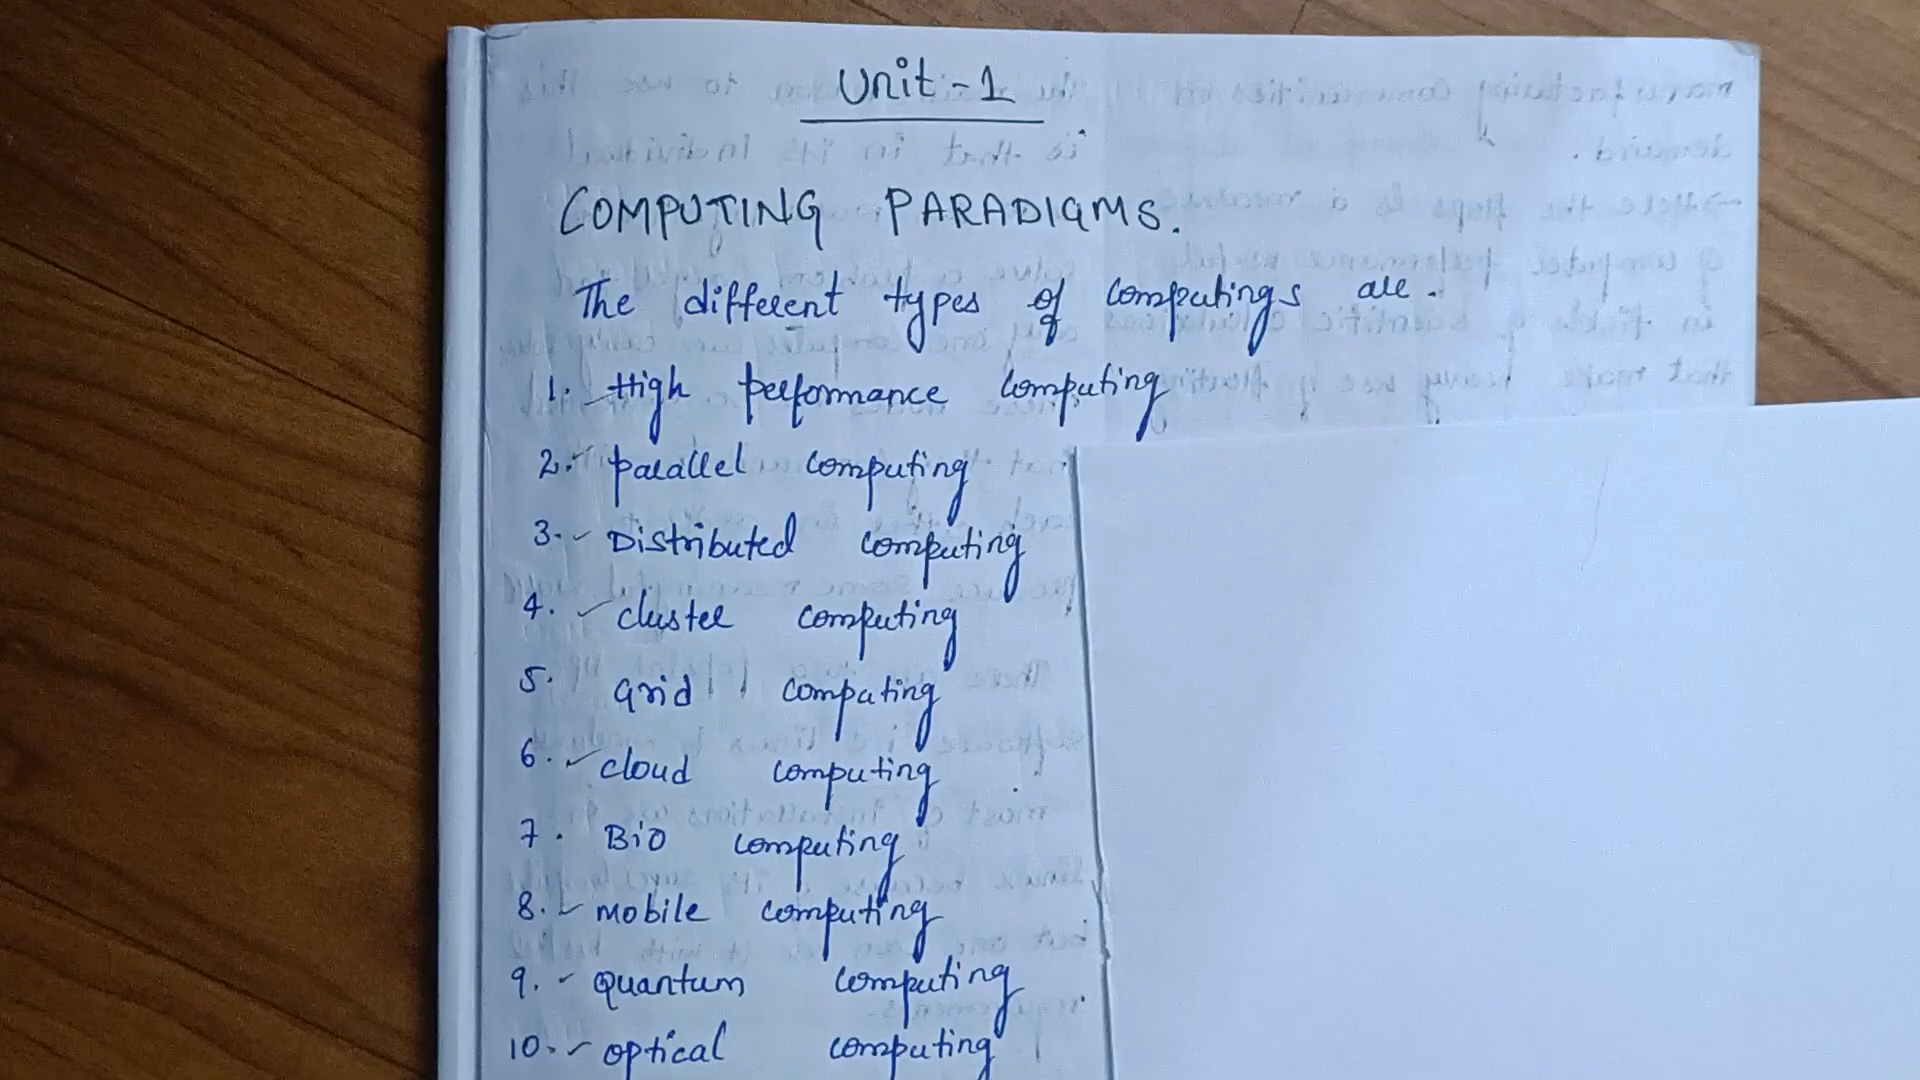 Unit-1
COMPUTING PARADIGMS.
The different types of computings are.
1. High performance computing
2. parallel computing
3. Distributed computing
4. cluster computing
5. Grid computing
6. cloud computing
7. Bio computing
8. mobile computing
9. quantum computing
10. optical computing